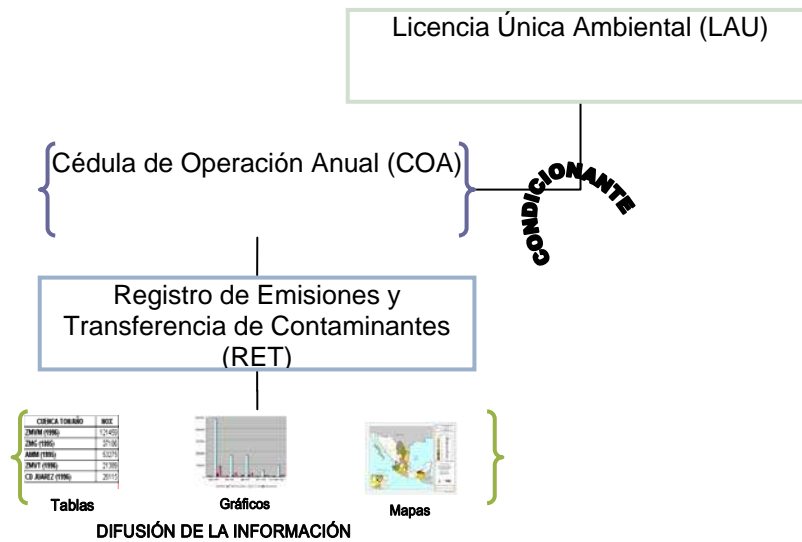 Licencia Única Ambiental (LAU)
Cédula de Operación Anual (COA)
CONDICIONANTE
Registro de Emisiones y
Transferencia de Contaminantes
(RET)
CUENCA TON/AÑO NOX
ZMVM (1996) 121459
ZMG (1995)
AMM (1995)
ZMVT (1996) 21389
CD JUAREZ (1996)
Tablas
Gráficos
Mapas
DIFUSIÓN DE LA INFORMACIÓN